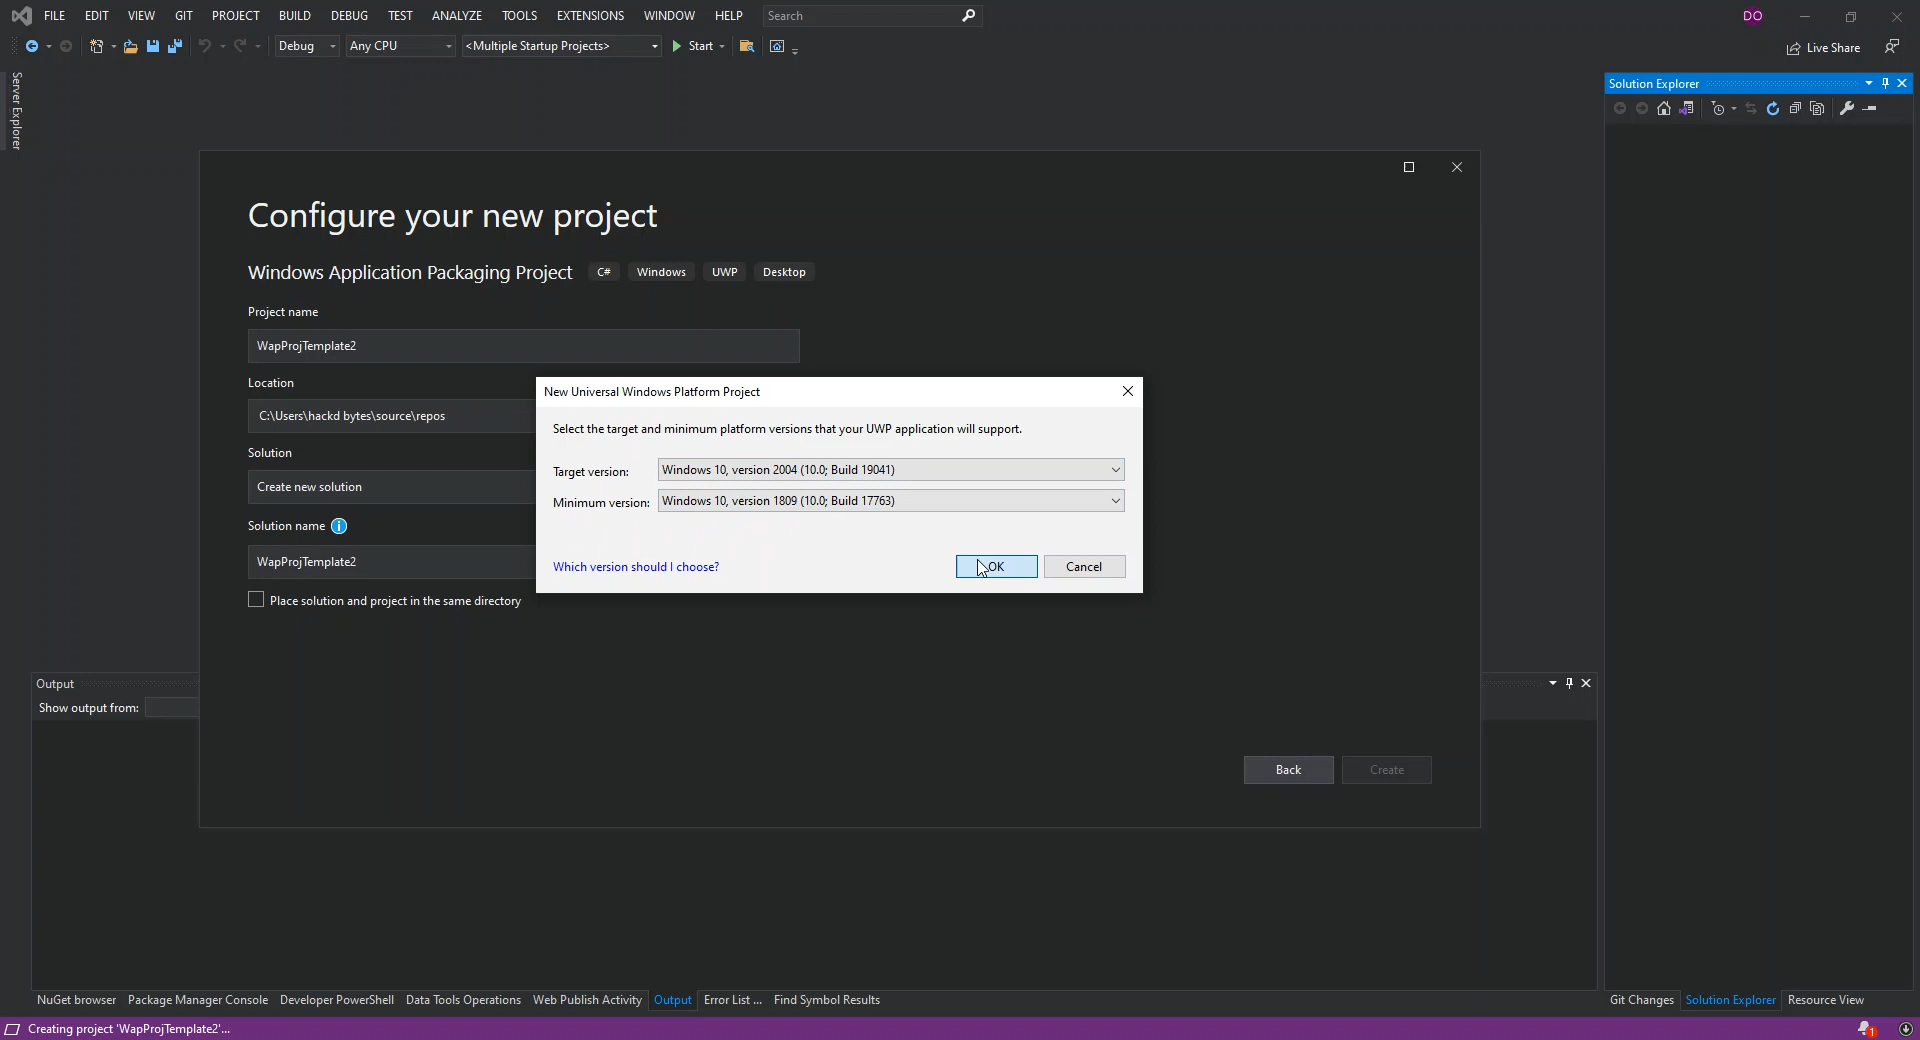 FILE EDIT VIEW GIT PROJECT BUILD DEBUG TEST ANALYZE TOOLS EXTENSIONS WINDOW HELP Search DO
Debug Any CPU <Multiple Startup Projects> Start Live Share
Server Explorer
Solution Explorer
Configure your new project
Windows Application Packaging Project C# Windows UWP Desktop
Project name
WapProjTemplate2
Location
C:\Users\hackd bytes\source\repos
Solution
Create new solution
Solution name
WapProjTemplate2
Place solution and project in the same directory
New Universal Windows Platform Project
Select the target and minimum platform versions that your UWP application will support.
Target version: Windows 10, version 2004 (10.0; Build 19041)
Minimum version: Windows 10, version 1809 (10.0; Build 17763)
Which version should I choose? OK Cancel
Back Create
Output
Show output from:
NuGet browser Package Manager Console Developer PowerShell Data Tools Operations Web Publish Activity Output Error List ... Find Symbol Results
Git Changes Solution Explorer Resource View
Creating project 'WapProjTemplate2'... 1